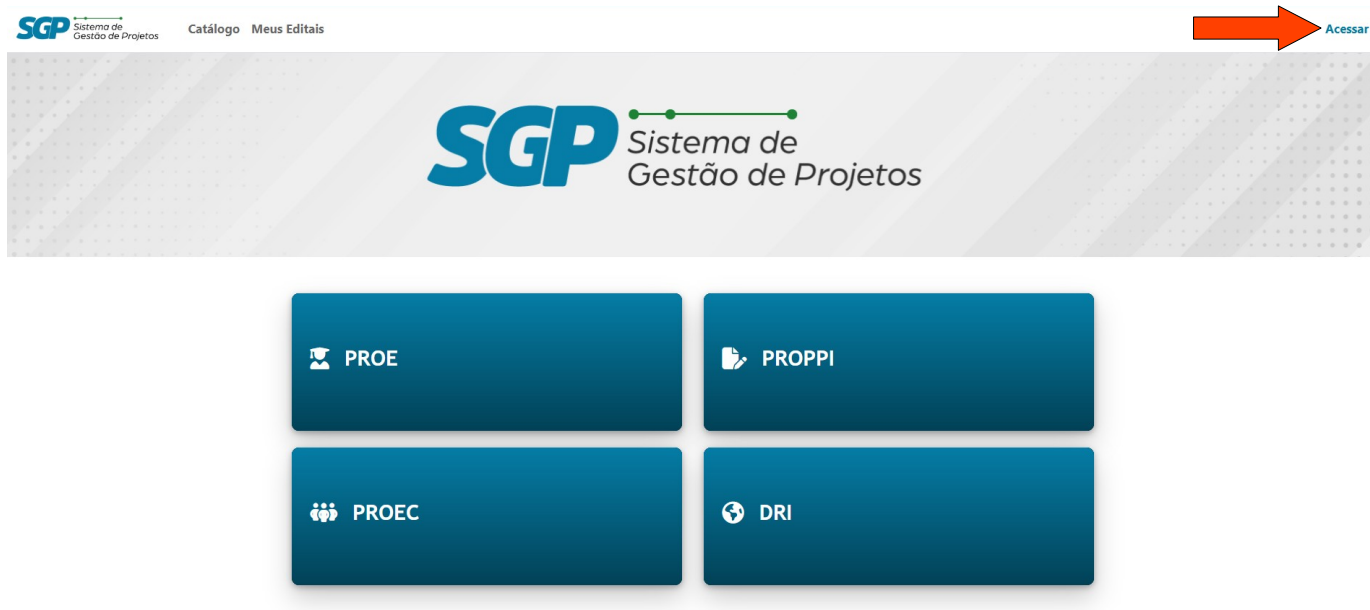 SGP Sistema de
Gestão de Projetos
Catálogo Meus Editais
Acessar
SGP Sistema de
Gestão de Projetos
PROE
PROPPI
PROEC
DRI